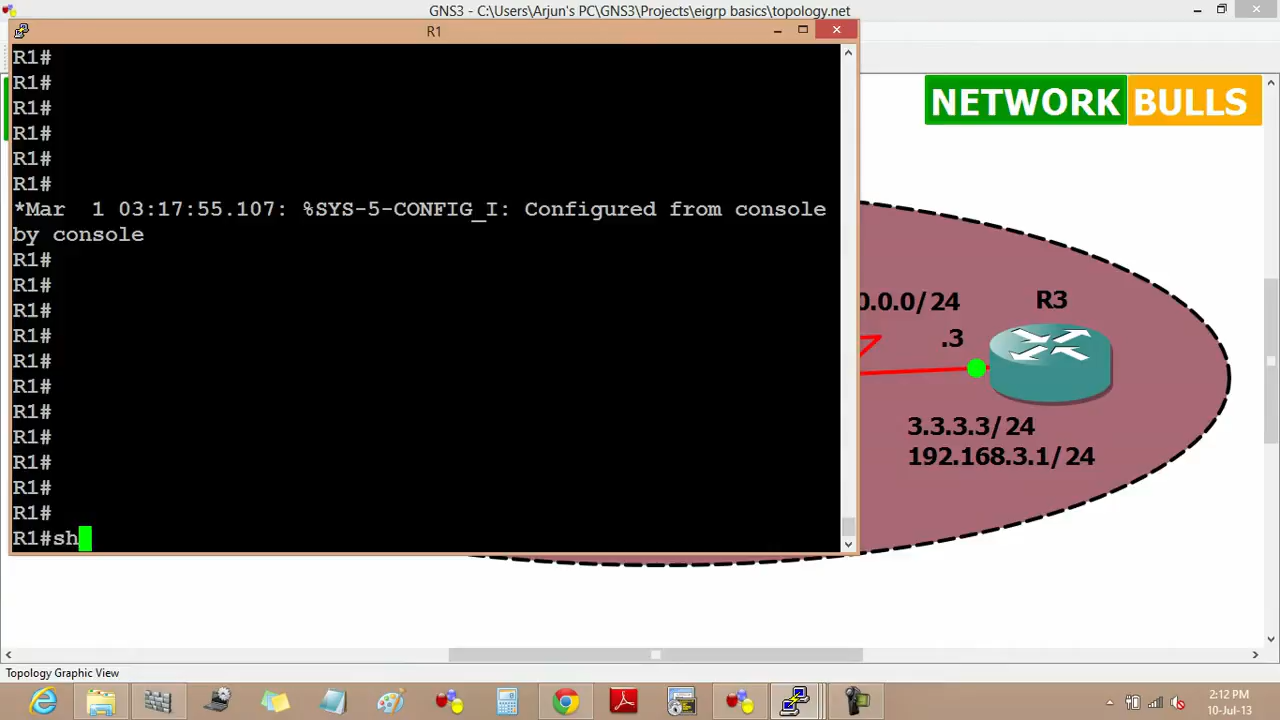 GNS3 - C:\Users\Arjun's PC\GNS3\Projects\eigrp basics\topology.net
R1
R1#
R1#
R1#
R1#
R1#
R1#
*Mar  1 03:17:55.107: %SYS-5-CONFIG_I: Configured from console
by console
R1#
R1#
R1#
R1#
R1#
R1#
R1#
R1#
R1#
R1#
R1#
R1#sh
NETWORK BULLS
0.0.0/24
R3
.3
3.3.3.3/24
192.168.3.1/24
Topology Graphic View
2:12 PM
10-Jul-13